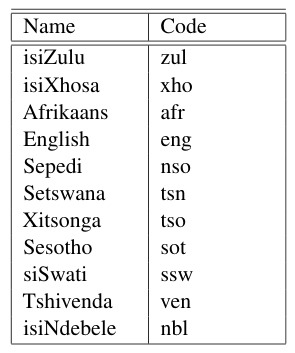 Name Code
isiZulu zul
isiXhosa xho
Afrikaans afr
English eng
Sepedi nso
Setswana tsn
Xitsonga tso
Sesotho sot
siSwati ssw
Tshivenda ven
isiNdebele nbl